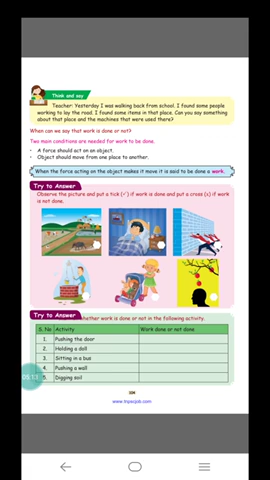 Think and say
Teacher: Yesterday I was walking back from school. I found some people
working to lay the road. I found some items in that place. Can you say something
about that place and the machines that were used there?
When can we say that work is done or not?
Two main conditions are needed for work to be done.
• A force should act on an object.
• Object should move from one place to another.
When the force acting on the object makes it move it is said to be done a work.
Try to Answer
Observe the picture and put a tick (✓) if work is done and put a cross (x) if work
is not done.
Try to Answer
whether work is done or not in the following activity.
S. No Activity Work done or not done
1. Pushing the door
2. Holding a doll
3. Sitting in a bus
4. Pushing a wall
5. Digging soil
104
www.tnpscjob.com